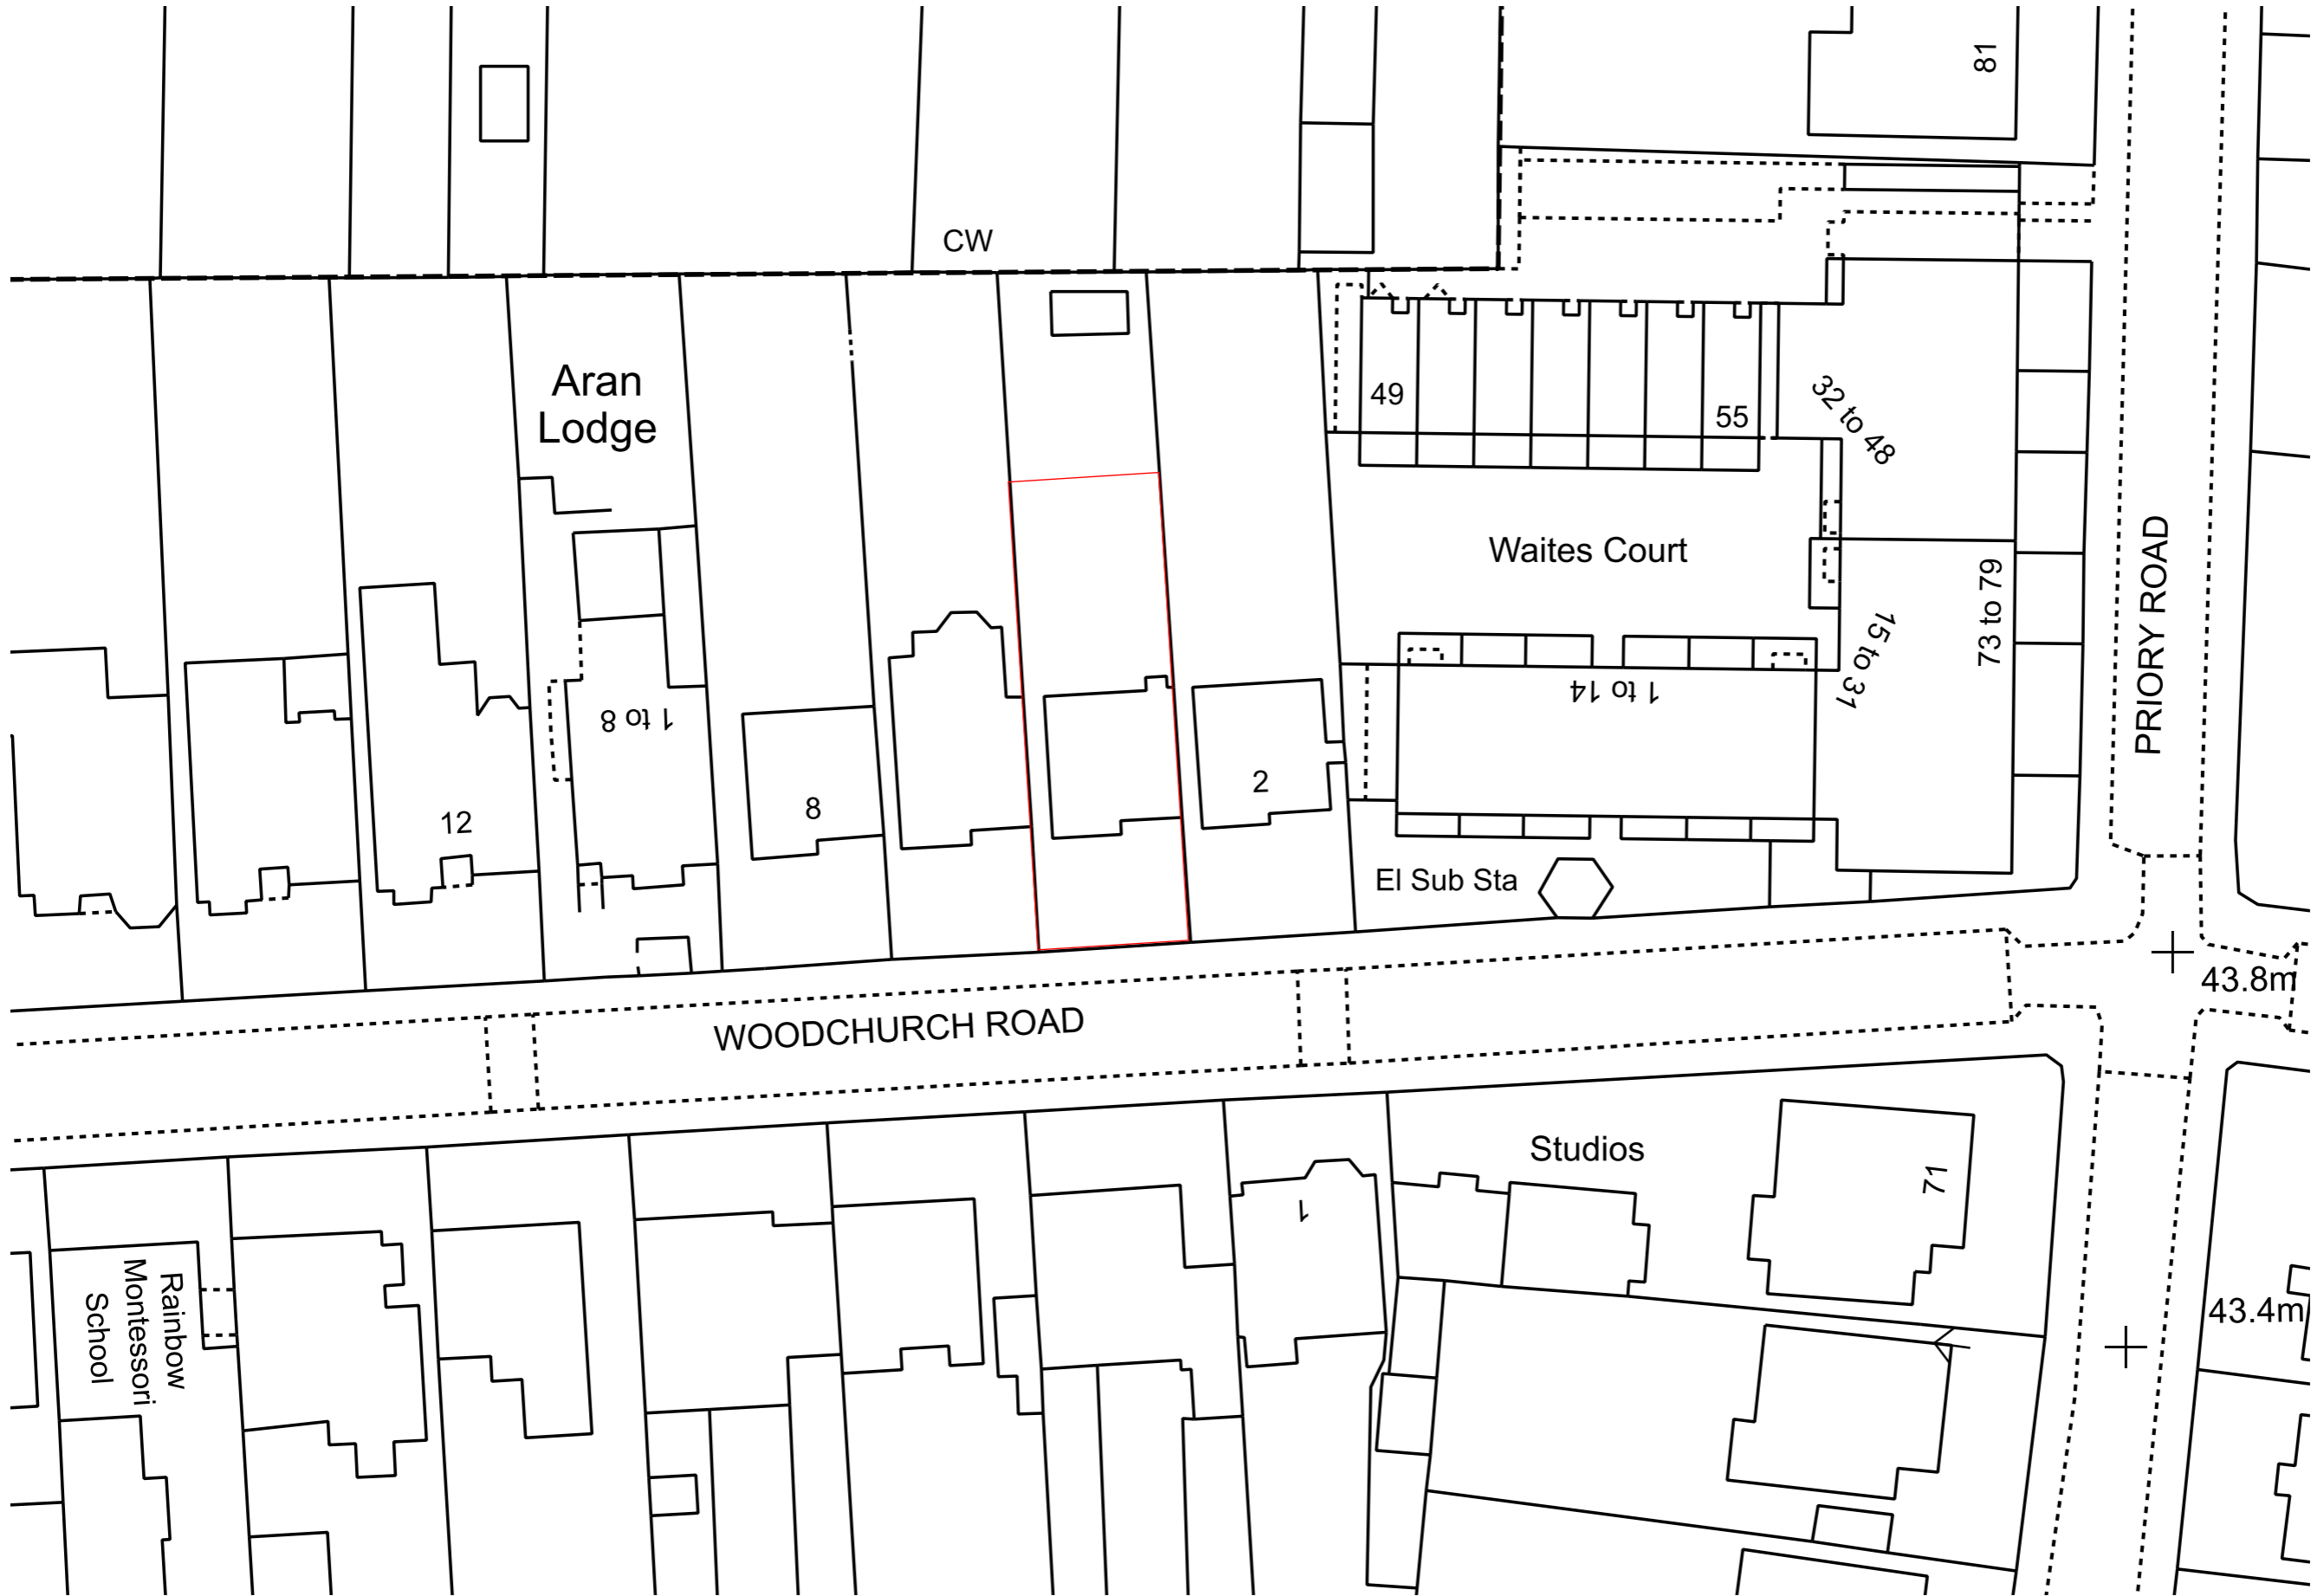 81
CW
Aran
Lodge
49
55
32 to 48
Waites Court
PRIORY ROAD
73 to 79
15 to 31
1 to 14
1 to 8
2
8
12
El Sub Sta
43.8m
WOODCHURCH ROAD
Studios
71
1
Rainbow
Montessori
School
43.4m